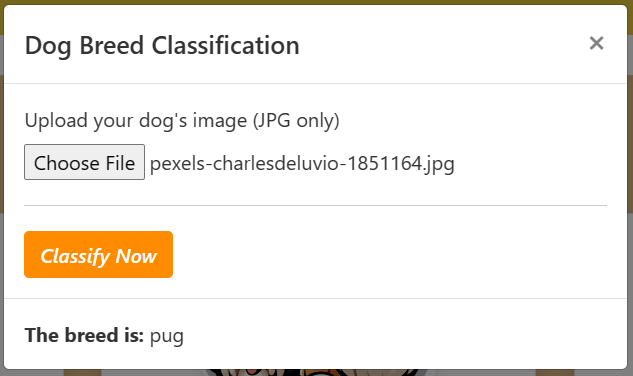 Dog Breed Classification ×
Upload your dog's image (JPG only)
Choose File pexels-charlesdeluvio-1851164.jpg
Classify Now
The breed is: pug